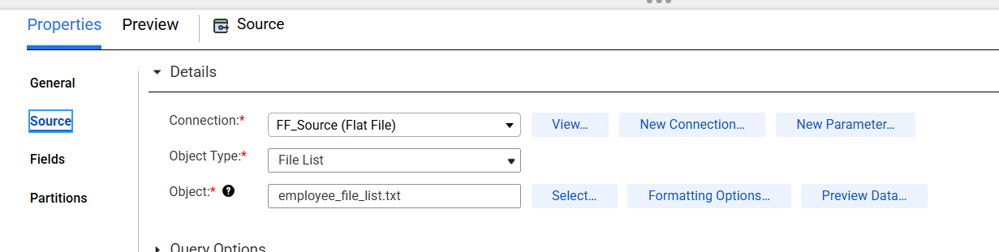 Properties Preview Source
Details
General
Connection:* FF_Source (Flat File) View... New Connection... New Parameter...
Source
Object Type:* File List
Fields
Object:* ? employee_file_list.txt Select... Formatting Options... Preview Data...
Partitions
Query Options